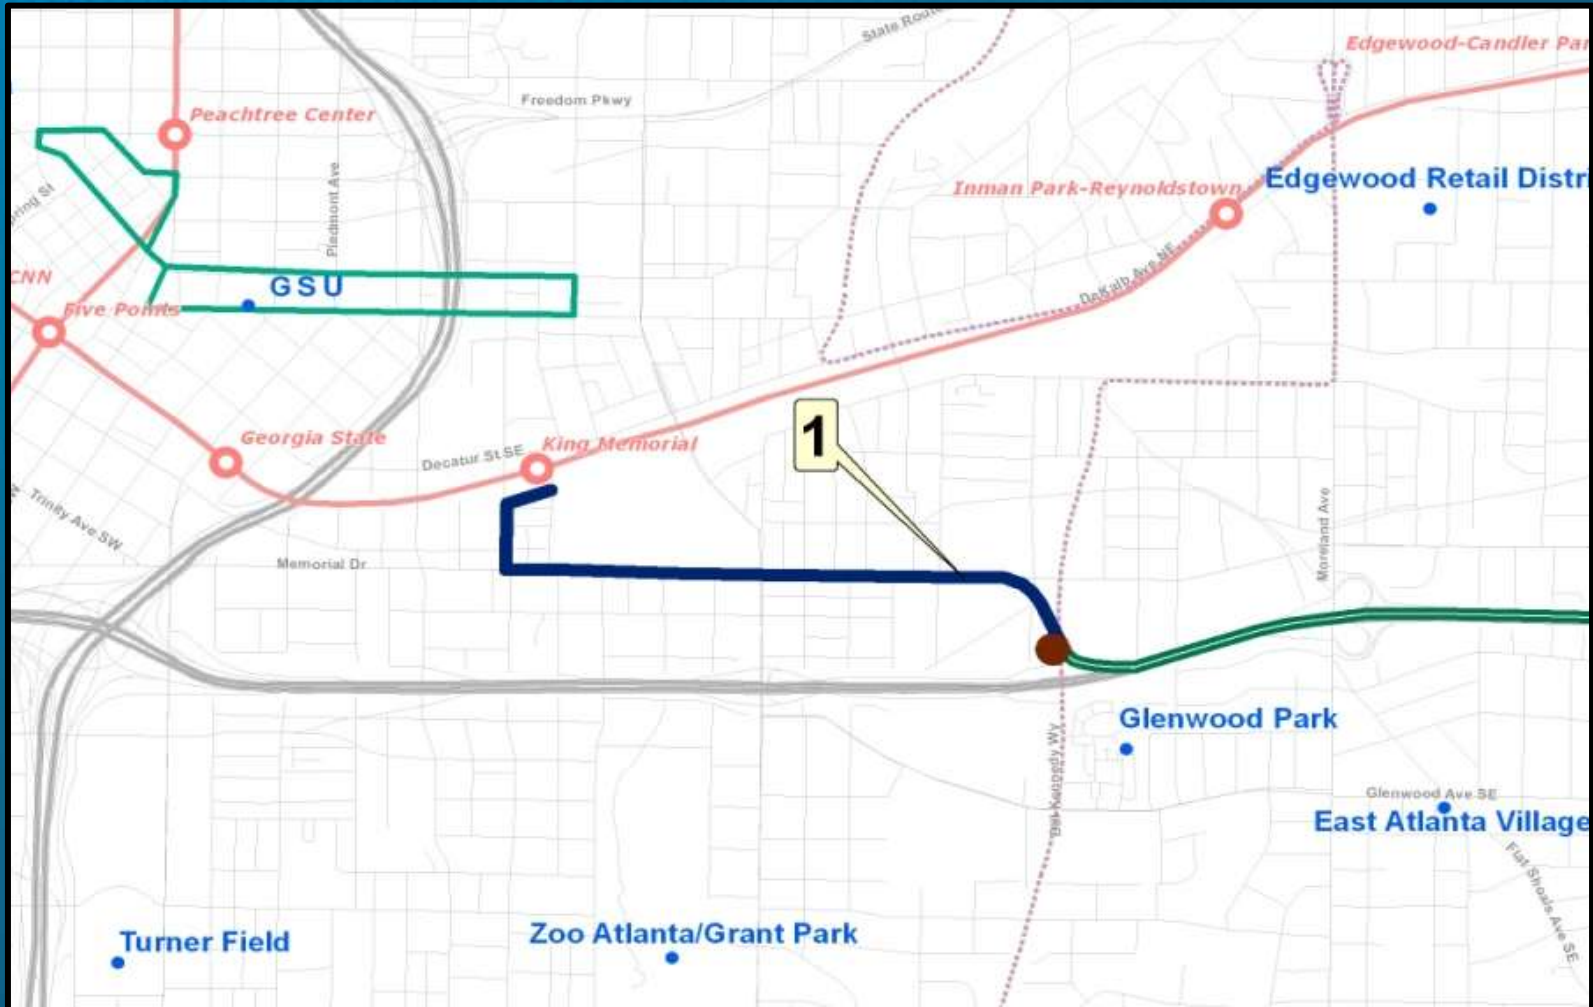 State Route
Edgewood-Candler Par
Freedom Pkwy
Peachtree Center
Piedmont Ave
Inman Park-Reynoldstown
Edgewood Retail Distri
pring St
CNN
GSU
DeKalb Ave NE
Five Points
Georgia State
King Memorial
Decatur St SE
1
Trinity Ave SW
Memorial Dr
Moreland Ave
Glenwood Park
Bill Kennedy Wy
Glenwood Ave SE
East Atlanta Village
Flat Shoals Ave SE
Turner Field
Zoo Atlanta/Grant Park